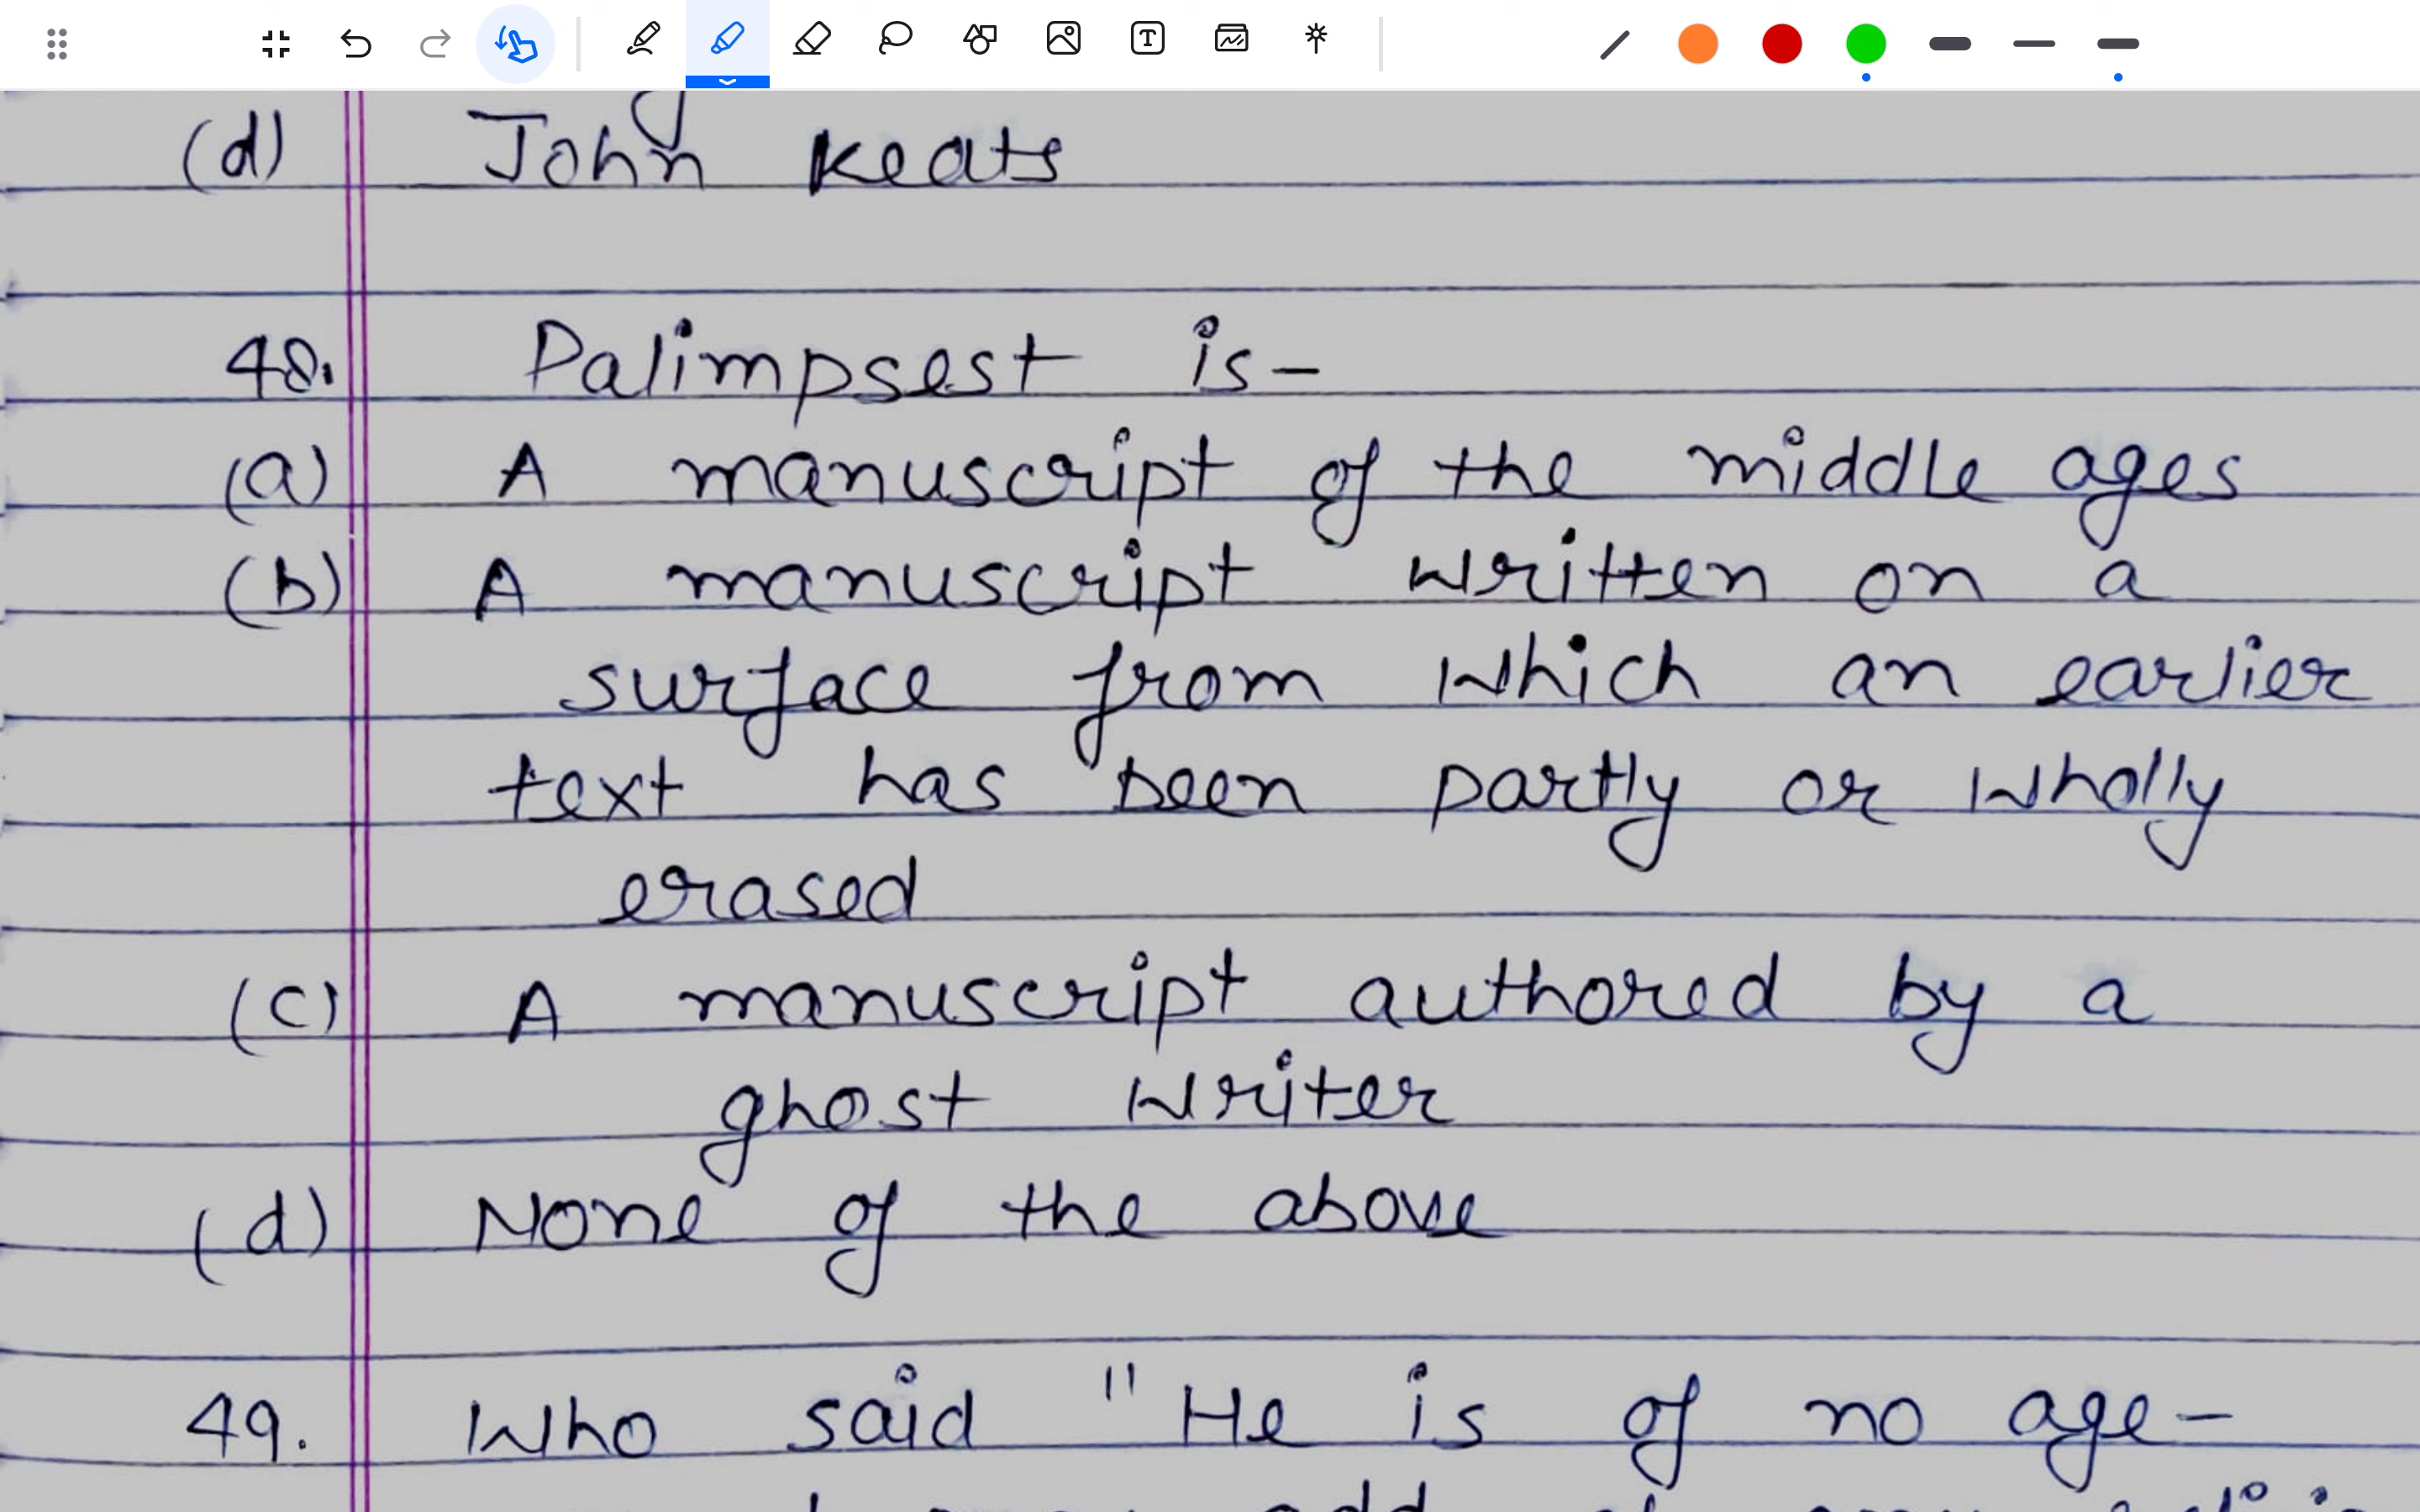 (d) John Keats
48. Palimpsest is-
(a) A manuscript of the middle ages
(b) A manuscript written on a
surface from which an earlier
text has been partly or wholly
erased
(c) A manuscript authored by a
ghost writer
(d) None of the above
49. Who said "He is of no age-